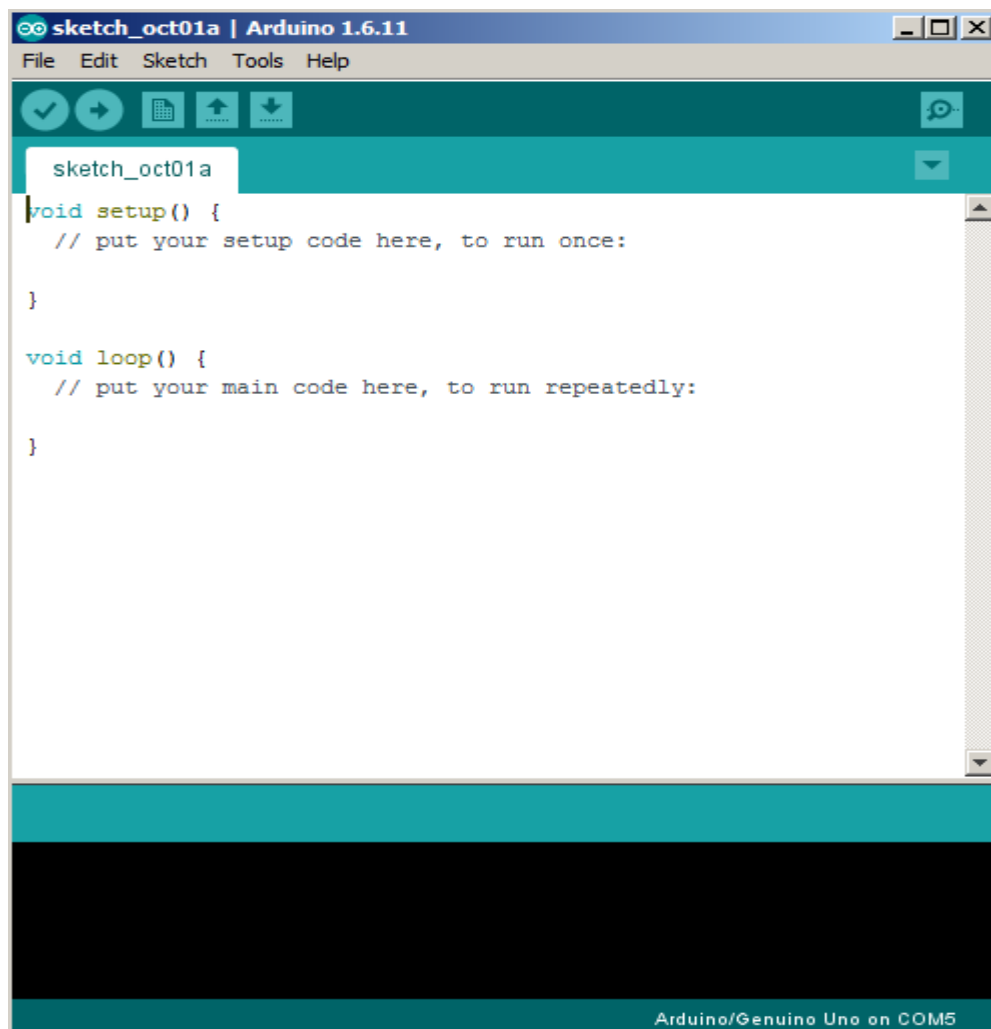 sketch_oct01a | Arduino 1.6.11
File Edit Sketch Tools Help
sketch_oct01a
void setup() {
  // put your setup code here, to run once:
}
void loop() {
  // put your main code here, to run repeatedly:
}
Arduino/Genuino Uno on COM5